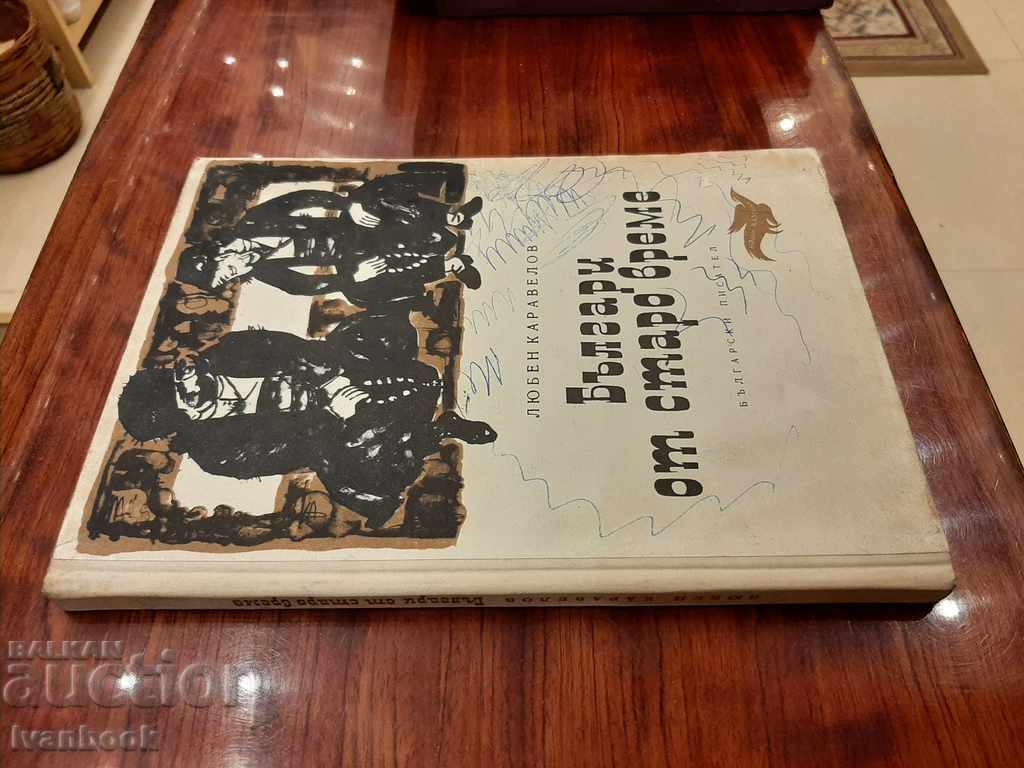 ЛЮБЕН КАРАВЕЛОВ
Българи
от старо време
БЪЛГАРСКИ ПИСАТЕЛ
ЛЮБЕН КАРАВЕЛОВ Българи от старо време
BALKAN
auction
Ivanbook